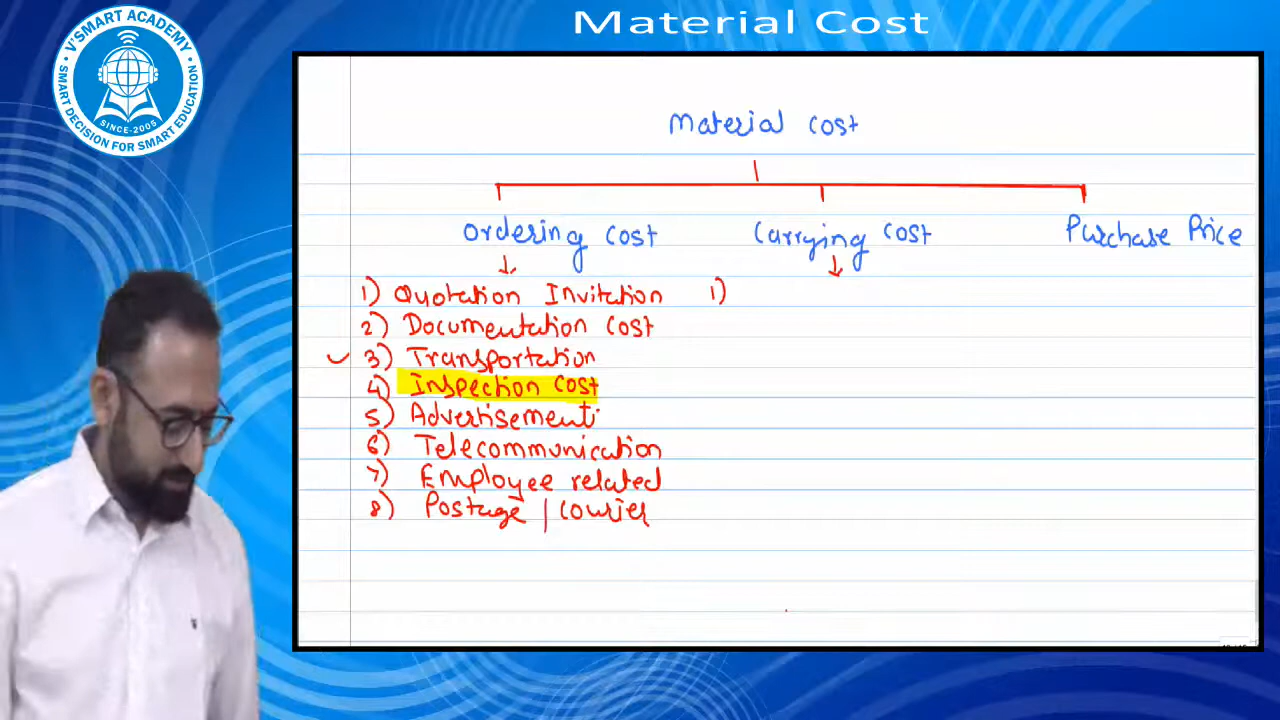 Material Cost
V'SMART ACADEMY
SINCE-2005
SMART DECISION FOR SMART EDUCATION
Material cost
Ordering cost Carrying cost Purchase Price
1) Quotation Invitation 1)
2) Documentation cost
3) Transportation
4) Inspection cost
5) Advertisement
6) Telecommunication
7) Employee related
8) Postage | Courier